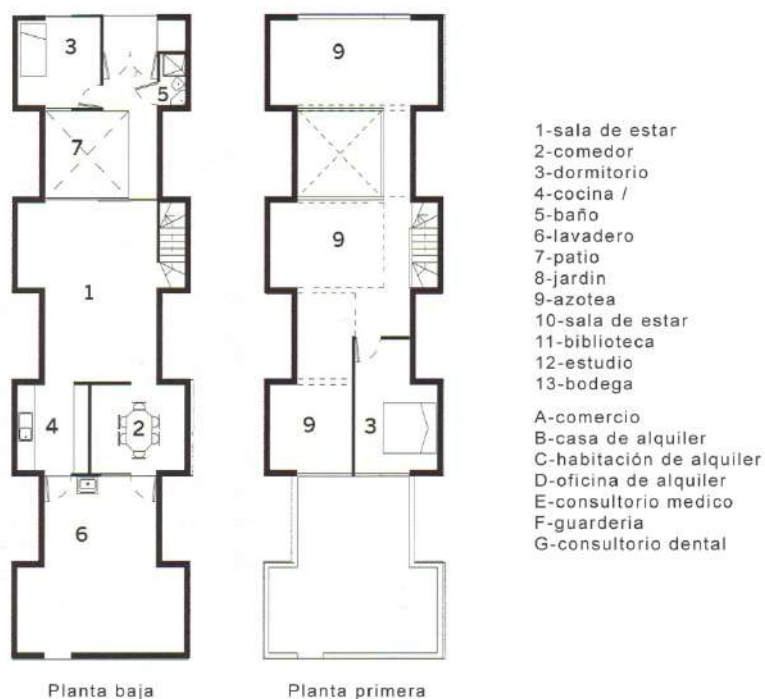 3
5
7
1
4
2
6
Planta baja
9
9
9
3
Planta primera
1-sala de estar
2-comedor
3-dormitorio
4-cocina /
5-baño
6-lavadero
7-patio
8-jardin
9-azotea
10-sala de estar
11-biblioteca
12-estudio
13-bodega
A-comercio
B-casa de alquiler
C-habitación de alquiler
D-oficina de alquiler
E-consultorio medico
F-guarderia
G-consultorio dental